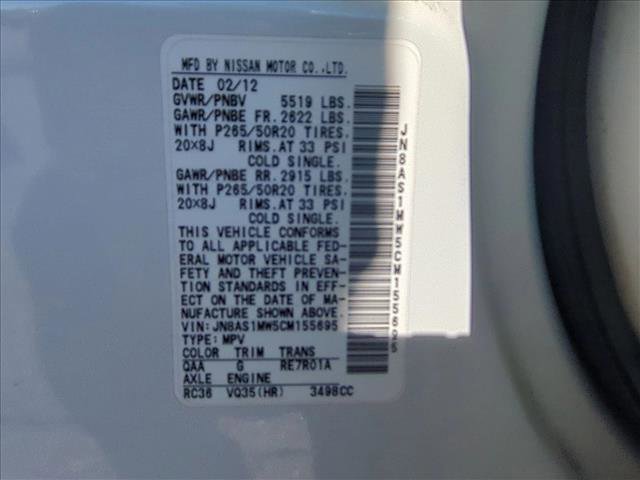 MFD BY NISSAN MOTOR CO.,LTD.
DATE 02/12
GVWR/PNBV 5519 LBS.
GAWR/PNBE FR. 2622 LBS.
WITH P265/50R20 TIRES.
20X8J RIMS.AT 33 PSI
COLD SINGLE.
GAWR/PNBE RR. 2915 LBS.
WITH P265/50R20 TIRES.
20X8J RIMS.AT 33 PSI
COLD SINGLE.
THIS VEHICLE CONFORMS
TO ALL APPLICABLE FED-
ERAL MOTOR VEHICLE SA-
FETY AND THEFT PREVEN-
TION STANDARDS IN EFF-
ECT ON THE DATE OF MA-
NUFACTURE SHOWN ABOVE.
VIN: JN8AS1MW5CM155695
TYPE: MPV
COLOR TRIM TRANS
QAA G RE7R01A
AXLE ENGINE
RC36 VQ35(HR) 3498CC
JN8AS1MW5CM155695